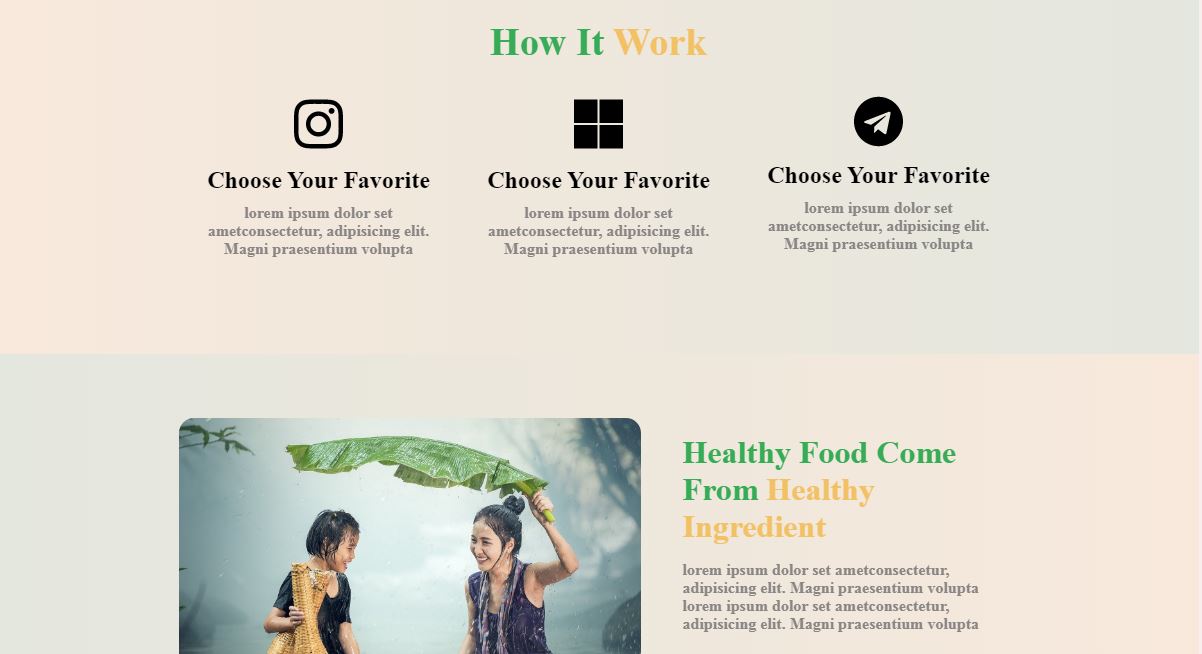 How It Work
Choose Your Favorite
lorem ipsum dolor set
ametconsectetur, adipisicing elit.
Magni praesentium volupta
Choose Your Favorite
lorem ipsum dolor set
ametconsectetur, adipisicing elit.
Magni praesentium volupta
Choose Your Favorite
lorem ipsum dolor set
ametconsectetur, adipisicing elit.
Magni praesentium volupta
Healthy Food Come
From Healthy
Ingredient
lorem ipsum dolor set ametconsectetur,
adipisicing elit. Magni praesentium volupta
lorem ipsum dolor set ametconsectetur,
adipisicing elit. Magni praesentium volupta